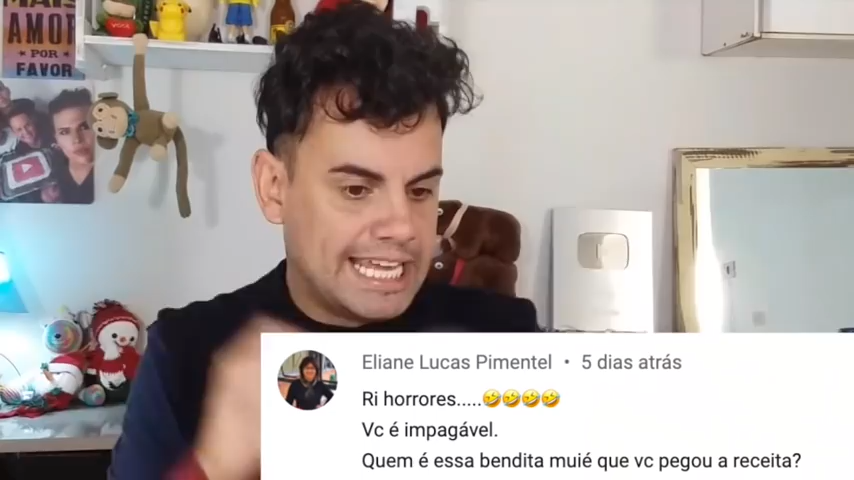 MAIS
AMOR
POR
FAVOR
Eliane Lucas Pimentel • 5 dias atrás
Ri horrores.....🤣🤣🤣🤣
Vc é impagável.
Quem é essa bendita muié que vc pegou a receita?